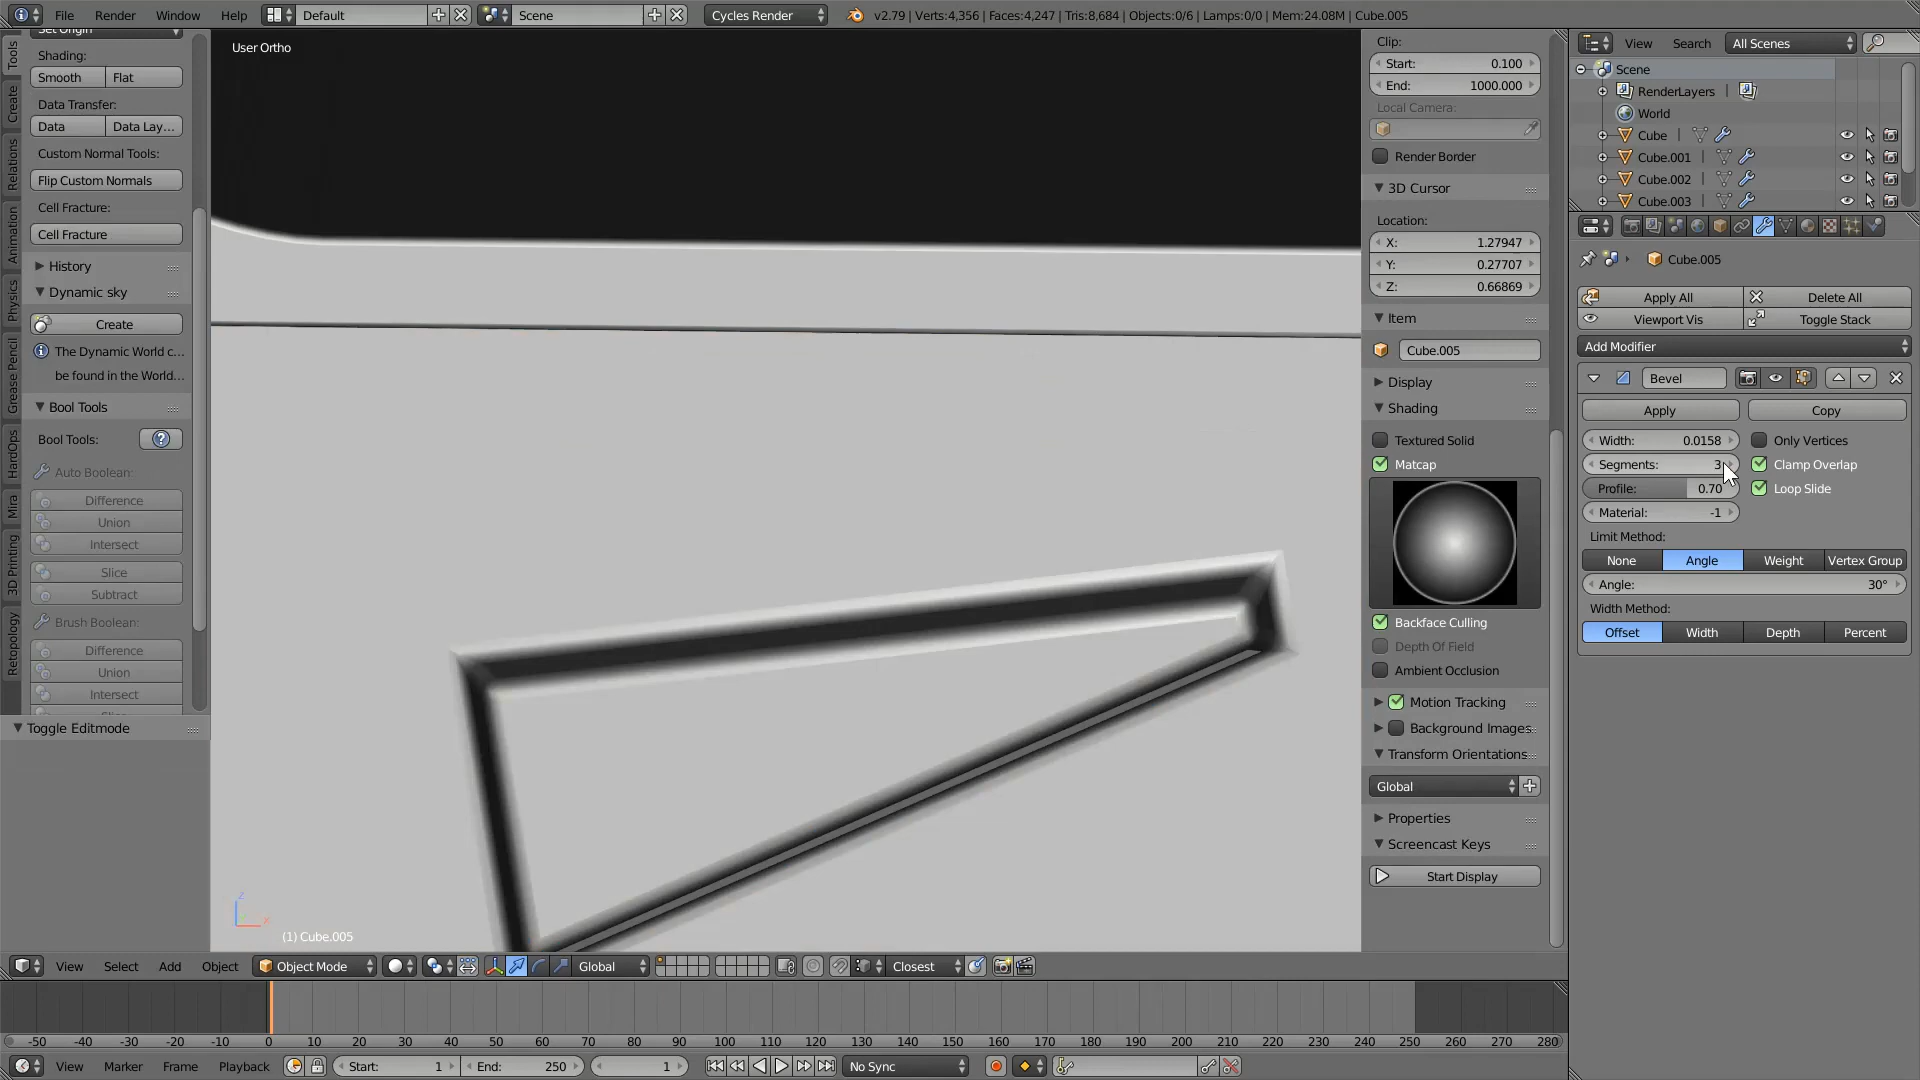 File Render Window Help Default Scene Cycles Render v2.79 | Verts:4,356 | Faces:4,247 | Tris:8,684 | Objects:0/6 | Lamps:0/0 | Mem:24.08M | Cube.005
Tools
Create
Relations
Animation
Physics
Grease Pencil
HardOps
Mira
3D Printing
Retopology
Set Origin
Shading:
Smooth Flat
Data Transfer:
Data Data Lay...
Custom Normal Tools:
Flip Custom Normals
Cell Fracture:
Cell Fracture
History
Dynamic sky
Create
The Dynamic World c...
be found in the World...
Bool Tools
Bool Tools:
Auto Boolean:
Difference
Union
Intersect
Slice
Subtract
Brush Boolean:
Difference
Union
Intersect
Toggle Editmode
User Ortho
(1) Cube.005
Clip:
Start: 0.100
End: 1000.000
Local Camera:
Render Border
3D Cursor
Location:
X: 1.27947
Y: 0.27707
Z: 0.66869
Item
Cube.005
Display
Shading
Textured Solid
Matcap
Backface Culling
Depth Of Field
Ambient Occlusion
Motion Tracking
Background Images
Transform Orientations
Global
Properties
Screencast Keys
Start Display
View Search All Scenes
Scene
RenderLayers |
World
Cube |
Cube.001 |
Cube.002 |
Cube.003 |
Cube.005
Apply All Delete All
Viewport Vis Toggle Stack
Add Modifier
Bevel
Apply Copy
Width: 0.0158 Only Vertices
Segments: 3 Clamp Overlap
Profile: 0.70 Loop Slide
Material: -1
Limit Method:
None Angle Weight Vertex Group
Angle: 30°
Width Method:
Offset Width Depth Percent
View Select Add Object Object Mode Global Closest
-50 -40 -30 -20 -10 0 10 20 30 40 50 60 70 80 90 100 110 120 130 140 150 160 170 180 190 200 210 220 230 240 250 260 270 280
View Marker Frame Playback Start: 1 End: 250 1 No Sync